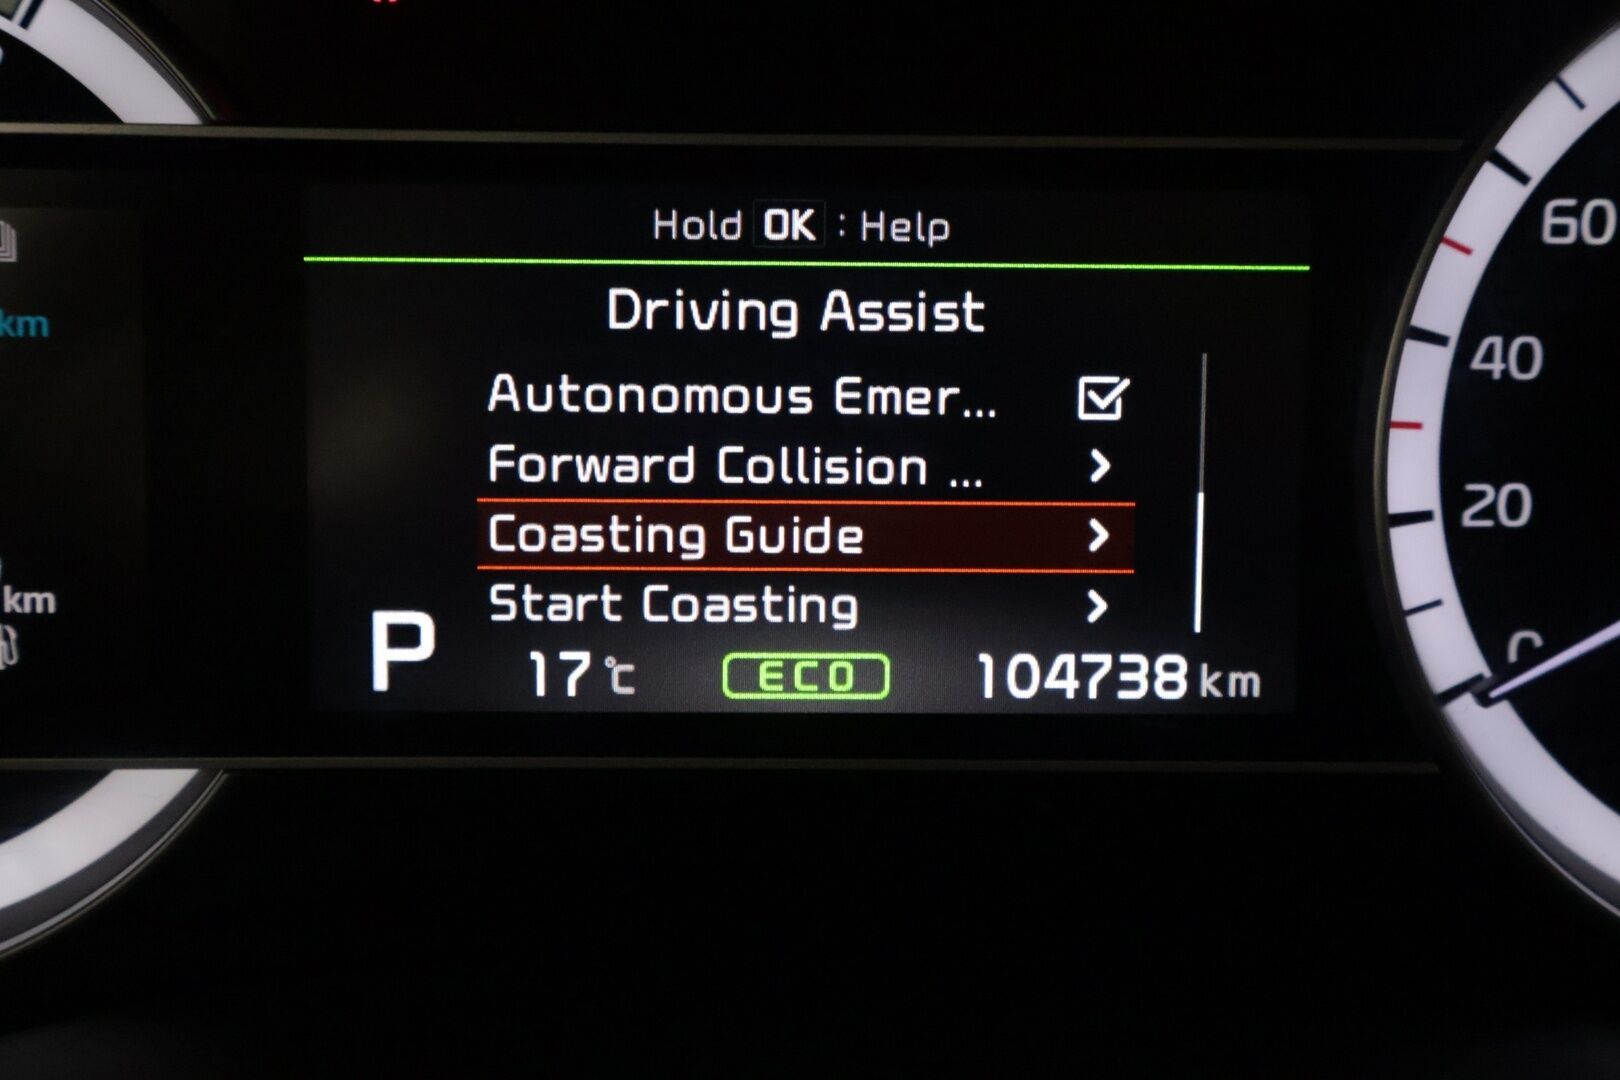 Hold OK : Help
Driving Assist
Autonomous Emer...
Forward Collision ...
Coasting Guide
Start Coasting
P
17 °C
ECO
104738 km
km
km
60
40
20
0